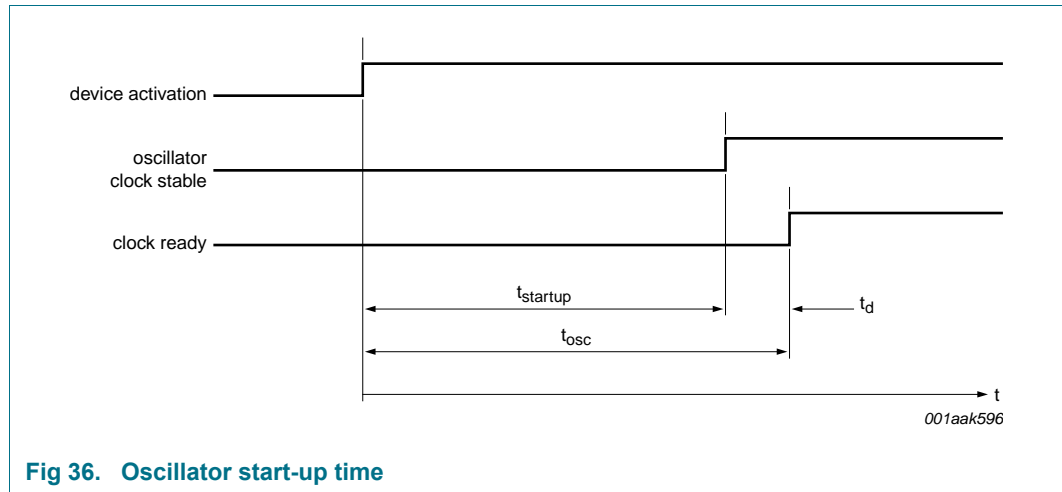 device activation
oscillator
clock stable
clock ready
tstartup
td
tosc
t
001aak596
Fig 36. Oscillator start-up time